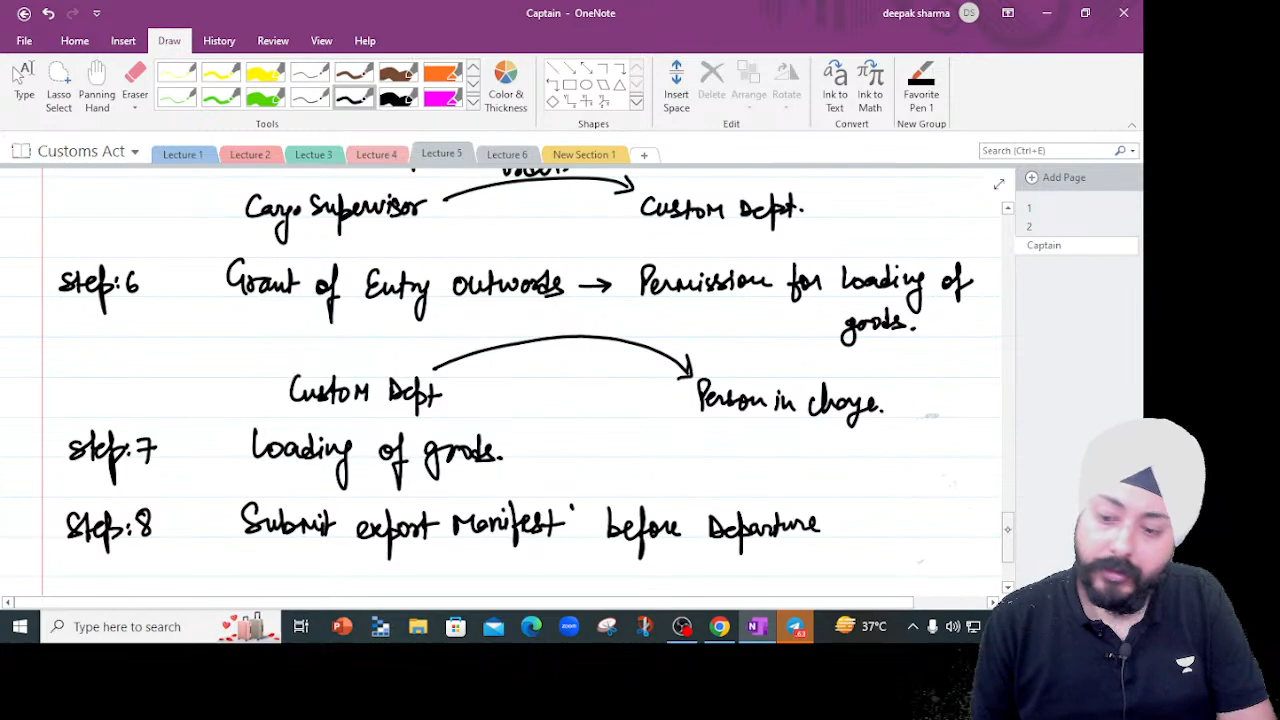 Captain - OneNote
deepak sharma DS
File Home Insert Draw History Review View Help
Type Lasso Select Panning Hand Eraser Color & Thickness Insert Space Delete Arrange Rotate Ink to Text Ink to Math Favorite Pen 1
Tools Shapes Edit Convert New Group
Customs Act Lecture 1 Lecture 2 Lectue 3 Lecture 4 Lecture 5 Lecture 6 New Section 1 Search (Ctrl+E)
Add Page
1
2
Captain
Cargo Supervisor Custom Dept.
Step:6 Grant of Entry outwords → Permission for loading of
goods.
Custom Dept Person in charge.
Step:7 Loading of goods.
Step:8 Submit export Manifest before Departure
Type here to search 63 37°C